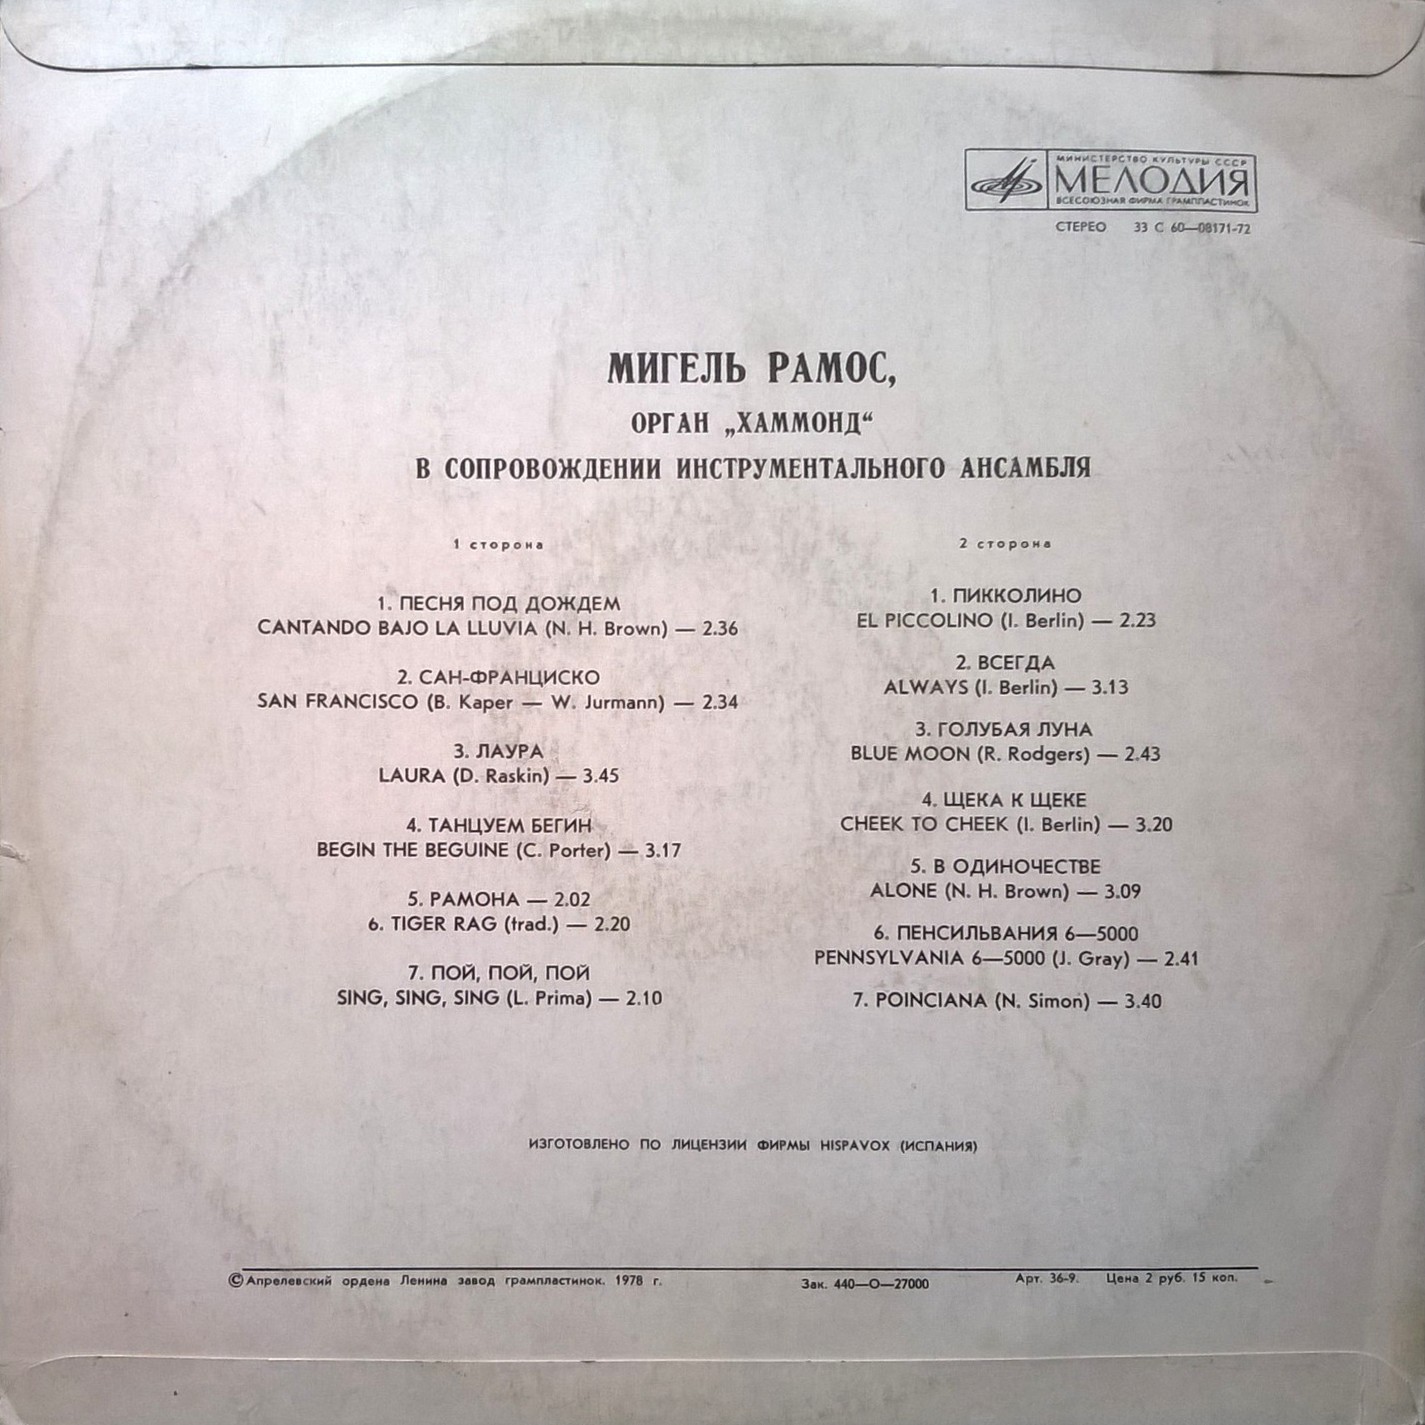 МИНИСТЕРСТВО КУЛЬТУРЫ СССР
МЕЛОДИЯ
ВСЕСОЮЗНАЯ ФИРМА ГРАМПЛАСТИНОК
СТЕРЕО 33 С 60—08171-72
МИГЕЛЬ РАМОС,
ОРГАН „ХАММОНД“
В СОПРОВОЖДЕНИИ ИНСТРУМЕНТАЛЬНОГО АНСАМБЛЯ
1 сторона
1. ПЕСНЯ ПОД ДОЖДЕМ
CANTANDO BAJO LA LLUVIA (N. H. Brown) — 2.36
2. САН-ФРАНЦИСКО
SAN FRANCISCO (B. Kaper — W. Jurmann) — 2.34
3. ЛАУРА
LAURA (D. Raskin) — 3.45
4. ТАНЦУЕМ БЕГИН
BEGIN THE BEGUINE (C. Porter) — 3.17
5. РАМОНА — 2.02
6. TIGER RAG (trad.) — 2.20
7. ПОЙ, ПОЙ, ПОЙ
SING, SING, SING (L. Prima) — 2.10
2 сторона
1. ПИККОЛИНО
EL PICCOLINO (I. Berlin) — 2.23
2. ВСЕГДА
ALWAYS (I. Berlin) — 3.13
3. ГОЛУБАЯ ЛУНА
BLUE MOON (R. Rodgers) — 2.43
4. ЩЕКА К ЩЕКЕ
CHEEK TO CHEEK (I. Berlin) — 3.20
5. В ОДИНОЧЕСТВЕ
ALONE (N. H. Brown) — 3.09
6. ПЕНСИЛЬВАНИЯ 6—5000
PENNSYLVANIA 6—5000 (J. Gray) — 2.41
7. POINCIANA (N. Simon) — 3.40
ИЗГОТОВЛЕНО ПО ЛИЦЕНЗИИ ФИРМЫ HISPAVOX (ИСПАНИЯ)
© Апрелевский ордена Ленина завод грампластинок. 1978 г. Зак. 440—О—27000 Арт. 36-9. Цена 2 руб. 15 коп.